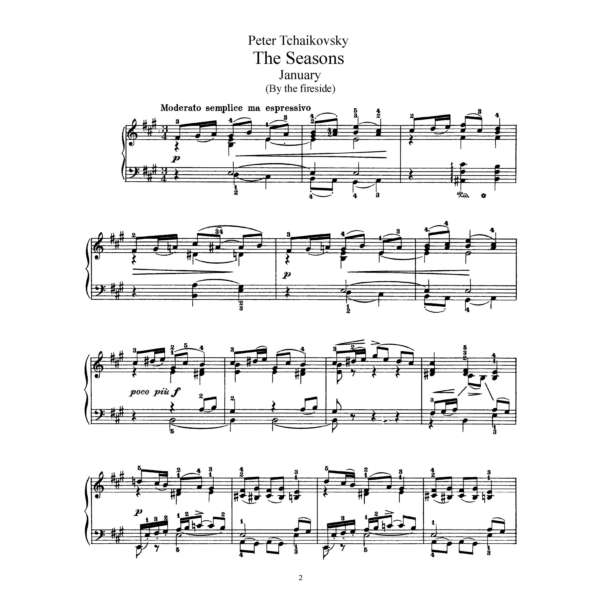 Peter Tchaikovsky
The Seasons
January
(By the fireside)
Moderato semplice ma espressivo
p
p
poco più f
p
2